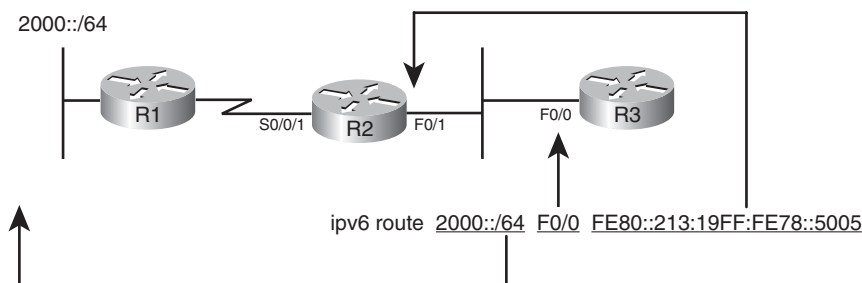 2000::/64
R1
S0/0/1
R2
F0/1
F0/0
R3
ipv6 route 2000::/64 F0/0 FE80::213:19FF:FE78::5005